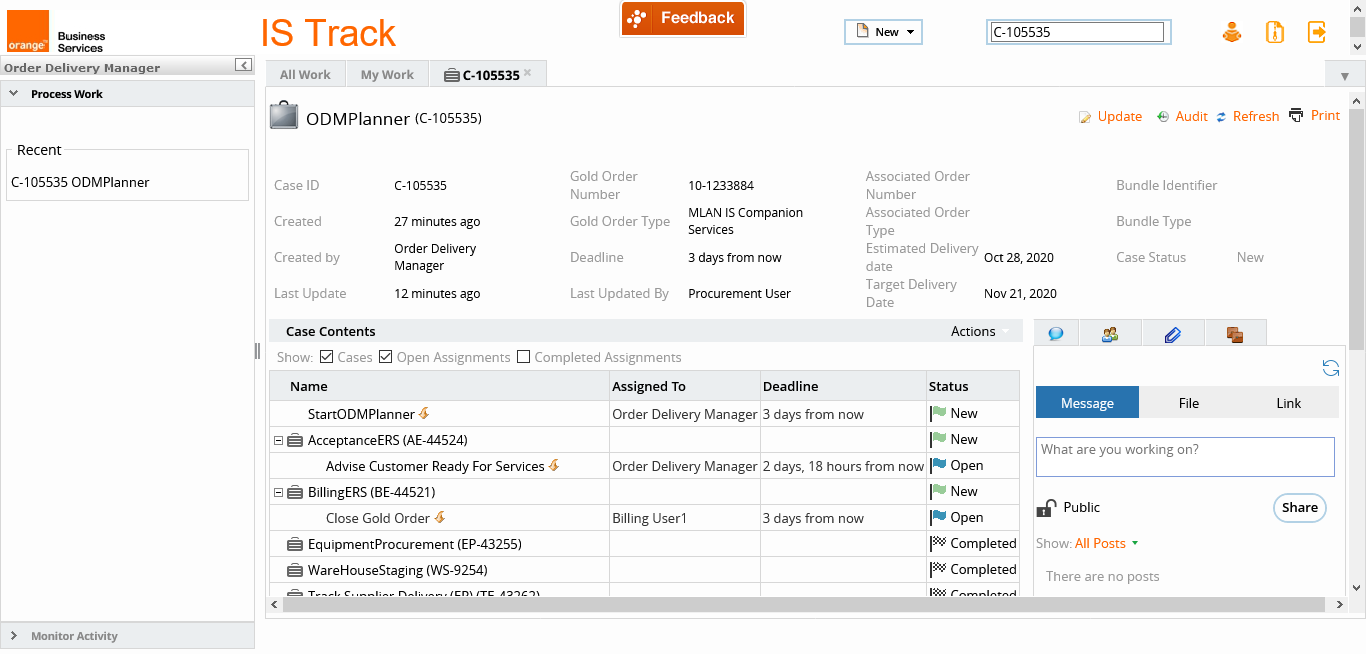 orange™
Business
Services
IS Track
Feedback
New
C-105535
Order Delivery Manager
Process Work
Recent
C-105535 ODMPlanner
Monitor Activity
All Work
My Work
C-105535
ODMPlanner (C-105535)
Update
Audit
Refresh
Print
Case ID C-105535
Gold Order
Number
10-1233884
Associated Order
Number
Bundle Identifier
Created 27 minutes ago
Gold Order Type
MLAN IS Companion
Services
Associated Order
Type
Bundle Type
Created by
Order Delivery
Manager
Deadline 3 days from now
Estimated Delivery
date
Oct 28, 2020
Case Status New
Last Update 12 minutes ago
Last Updated By Procurement User
Target Delivery
Date
Nov 21, 2020
Case Contents Actions
Show: Cases Open Assignments Completed Assignments
Name Assigned To Deadline Status
StartODMPlanner Order Delivery Manager 3 days from now New
AcceptanceERS (AE-44524) New
Advise Customer Ready For Services Order Delivery Manager 2 days, 18 hours from now Open
BillingERS (BE-44521) New
Close Gold Order Billing User1 3 days from now Open
EquipmentProcurement (EP-43255) Completed
WareHouseStaging (WS-9254) Completed
Track Supplier Delivery (EP) (TE-43262) Completed
Message File Link
What are you working on?
Public
Share
Show: All Posts
There are no posts